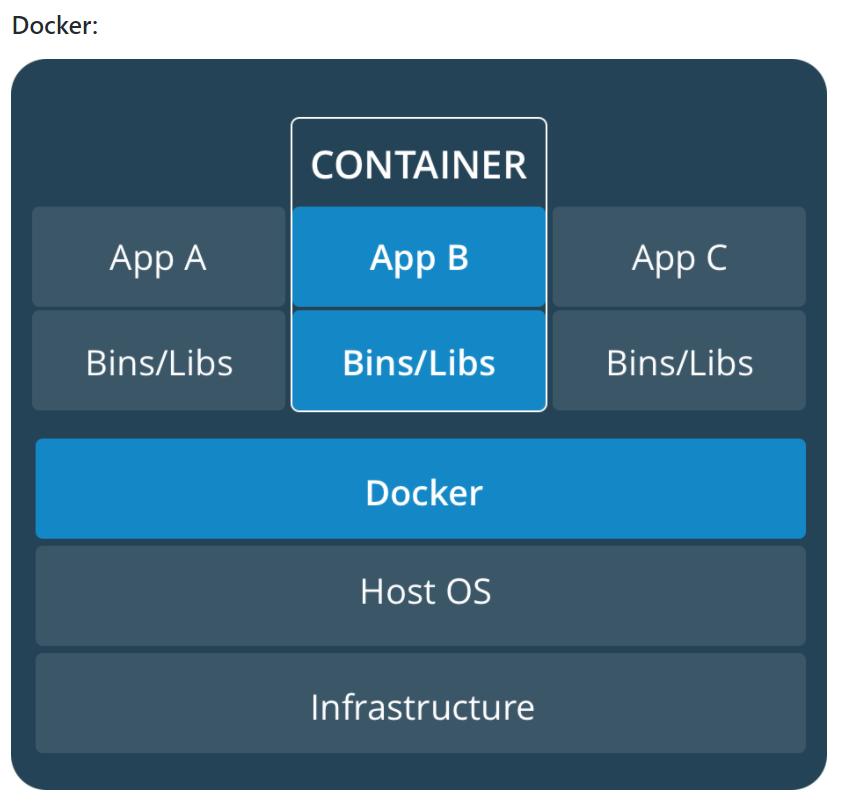 Docker:
CONTAINER
App A
App B
App C
Bins/Libs
Bins/Libs
Bins/Libs
Docker
Host OS
Infrastructure